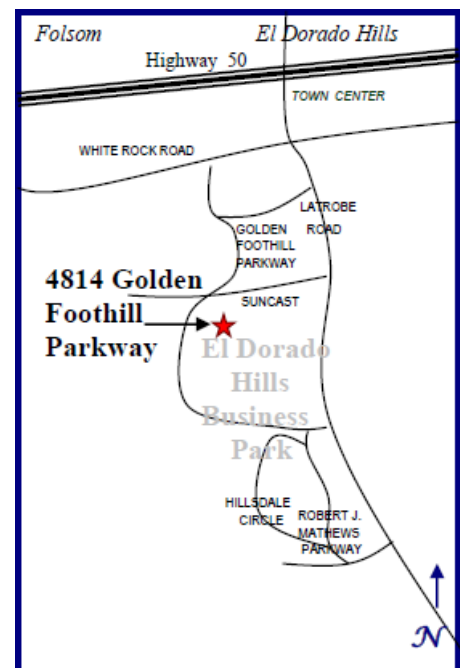 Folsom
El Dorado Hills
Highway 50
TOWN CENTER
WHITE ROCK ROAD
LATROBE
ROAD
GOLDEN
FOOTHILL
PARKWAY
4814 Golden
Foothill
Parkway
SUNCAST
El Dorado
Hills
Business
Park
HILLSDALE
CIRCLE
ROBERT J.
MATHEWS
PARKWAY
N